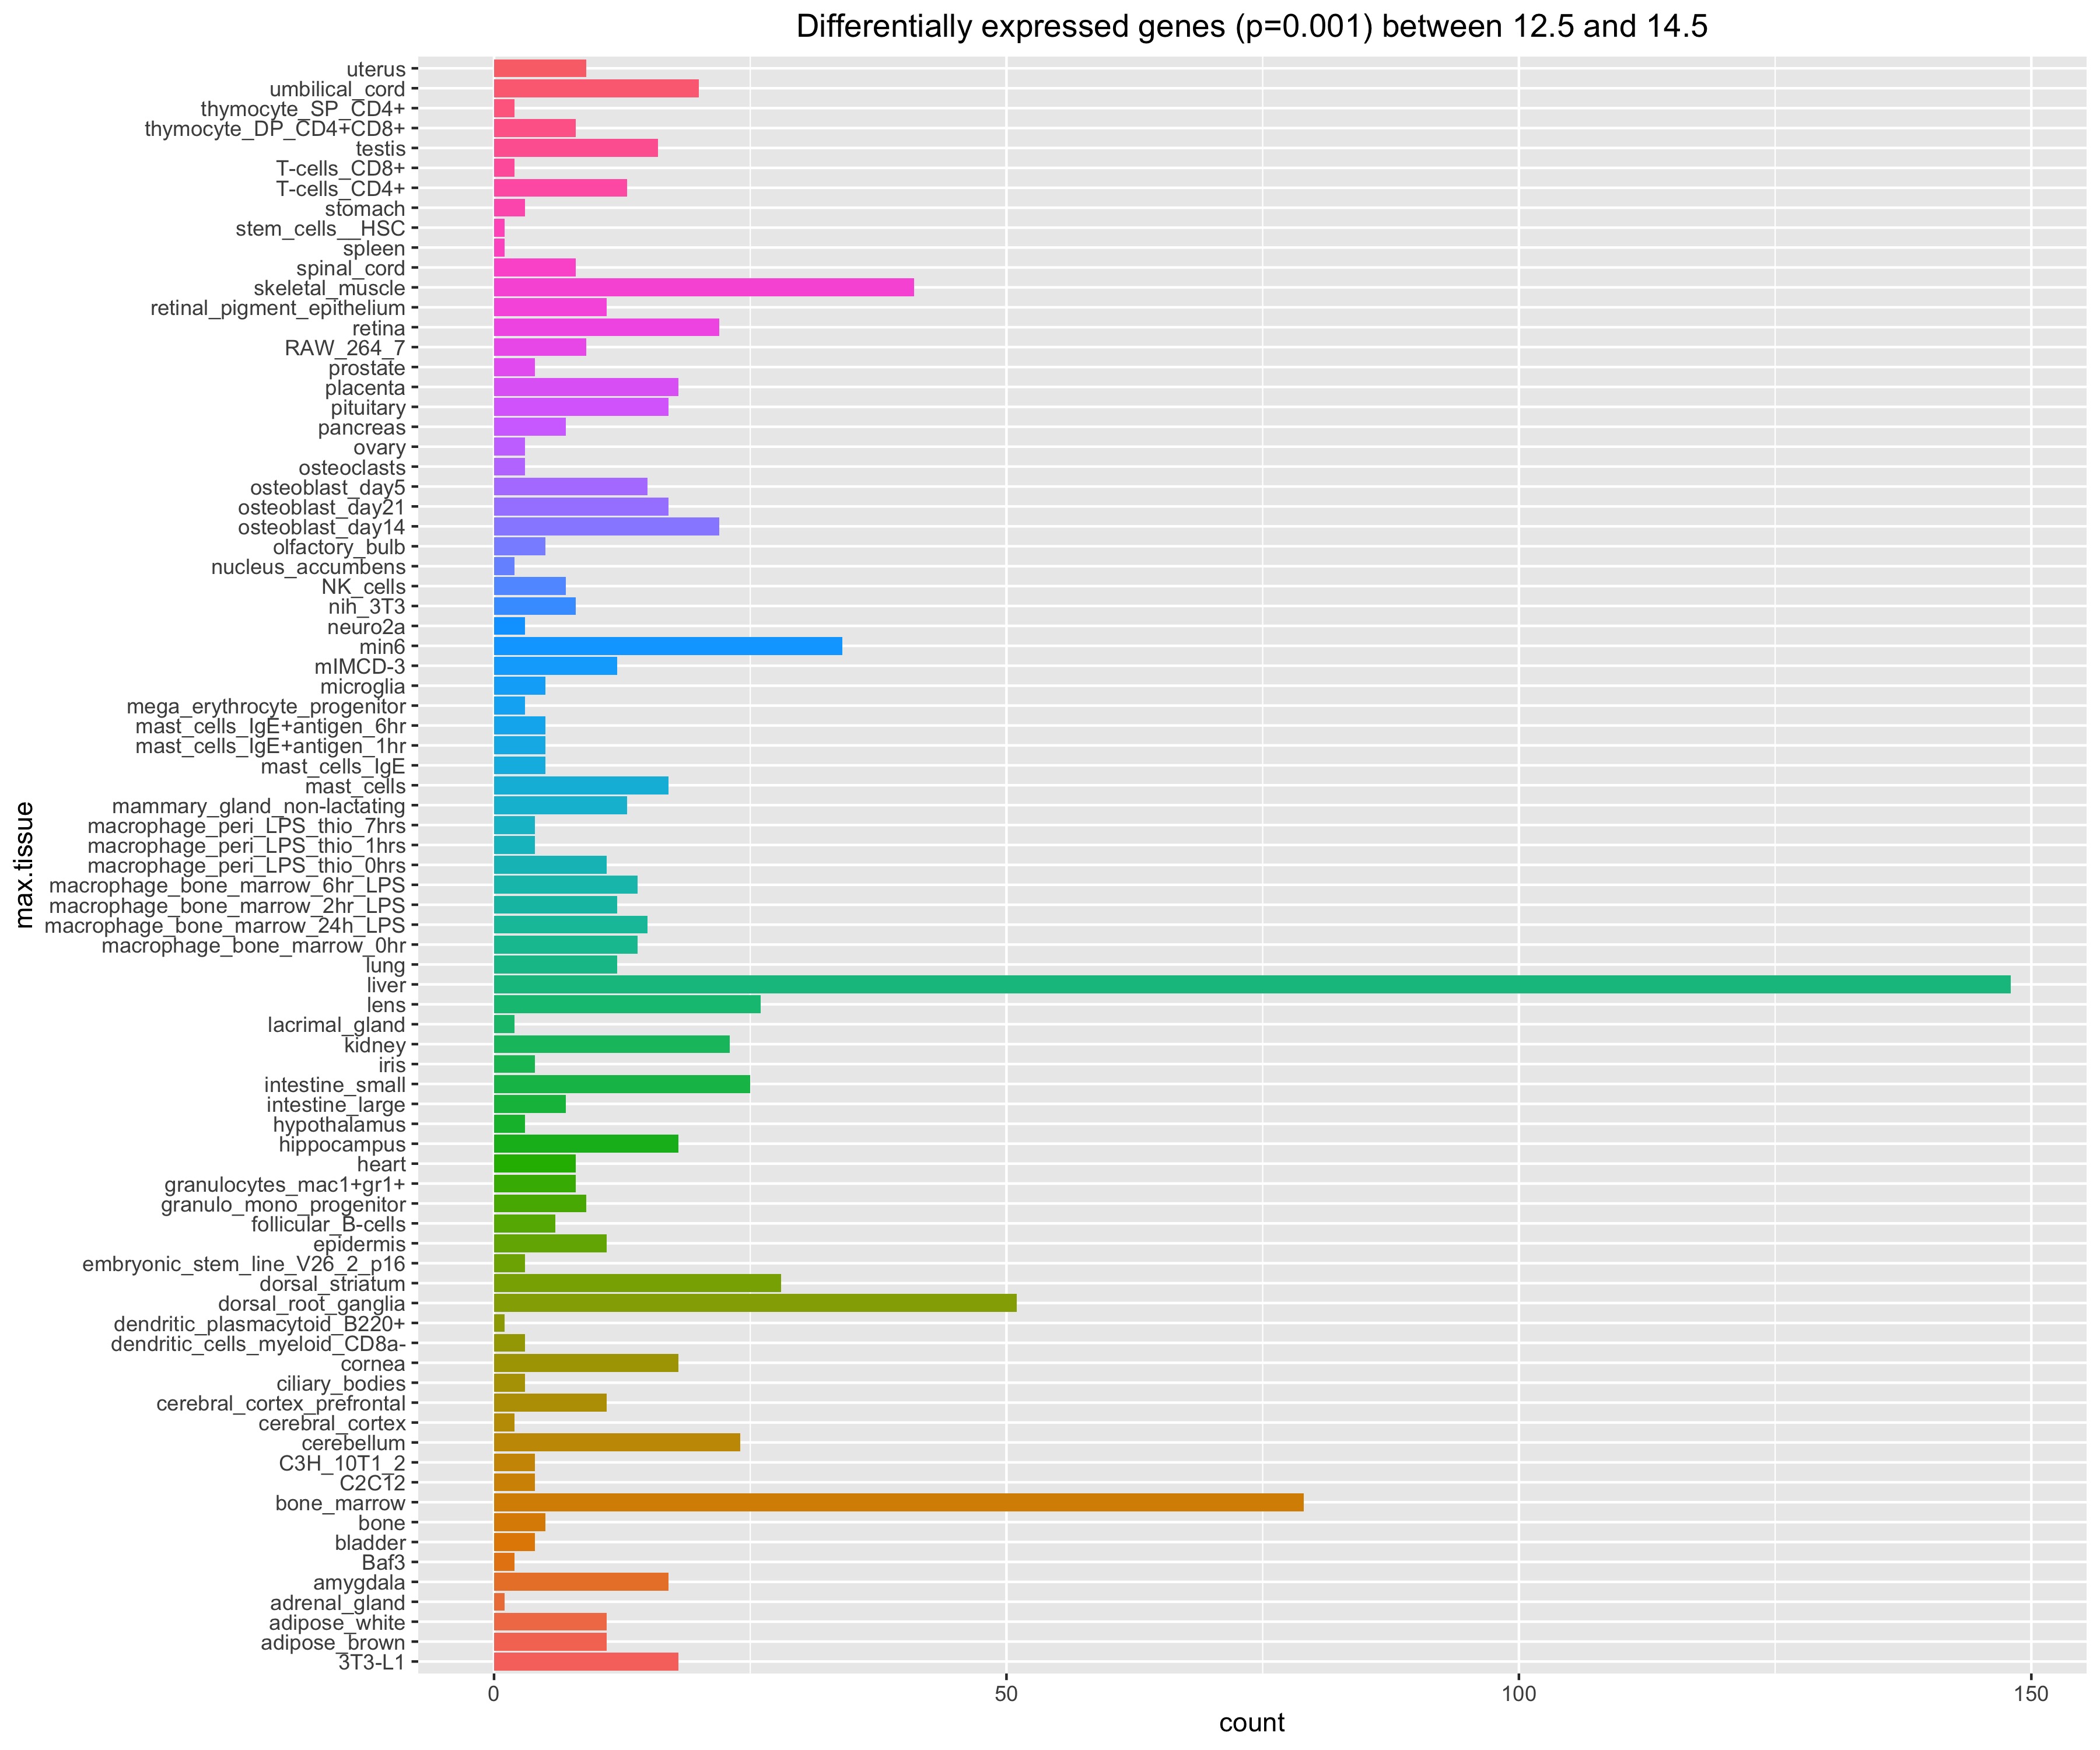 Differentially expressed genes (p=0.001) between 12.5 and 14.5
uterus
umbilical_cord
thymocyte_SP_CD4+
thymocyte_DP_CD4+CD8+
testis
T-cells_CD8+
T-cells_CD4+
stomach
stem_cells__HSC
spleen
spinal_cord
skeletal_muscle
retinal_pigment_epithelium
retina
RAW_264_7
prostate
placenta
pituitary
pancreas
ovary
osteoclasts
osteoblast_day5
osteoblast_day21
osteoblast_day14
olfactory_bulb
nucleus_accumbens
NK_cells
nih_3T3
neuro2a
min6
mIMCD-3
microglia
mega_erythrocyte_progenitor
mast_cells_IgE+antigen_6hr
mast_cells_IgE+antigen_1hr
mast_cells_IgE
mast_cells
mammary_gland_non-lactating
macrophage_peri_LPS_thio_7hrs
macrophage_peri_LPS_thio_1hrs
macrophage_peri_LPS_thio_0hrs
macrophage_bone_marrow_6hr_LPS
macrophage_bone_marrow_2hr_LPS
macrophage_bone_marrow_24h_LPS
macrophage_bone_marrow_0hr
lung
liver
lens
lacrimal_gland
kidney
iris
intestine_small
intestine_large
hypothalamus
hippocampus
heart
granulocytes_mac1+gr1+
granulo_mono_progenitor
follicular_B-cells
epidermis
embryonic_stem_line_V26_2_p16
dorsal_striatum
dorsal_root_ganglia
dendritic_plasmacytoid_B220+
dendritic_cells_myeloid_CD8a-
cornea
ciliary_bodies
cerebral_cortex_prefrontal
cerebral_cortex
cerebellum
C3H_10T1_2
C2C12
bone_marrow
bone
bladder
Baf3
amygdala
adrenal_gland
adipose_white
adipose_brown
3T3-L1
max.tissue
0 50 100 150
count